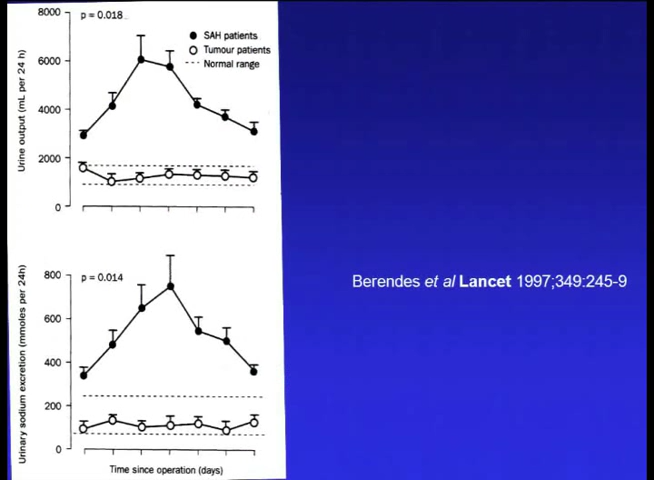 8000
p = 0.018
SAH patients
Tumour patients
Normal range
6000
4000
2000
0
Urine output (mL per 24 h)
800
p = 0.014
600
400
200
0
Urinary sodium excretion (mmoles per 24h)
Time since operation (days)
Berendes et al Lancet 1997;349:245-9